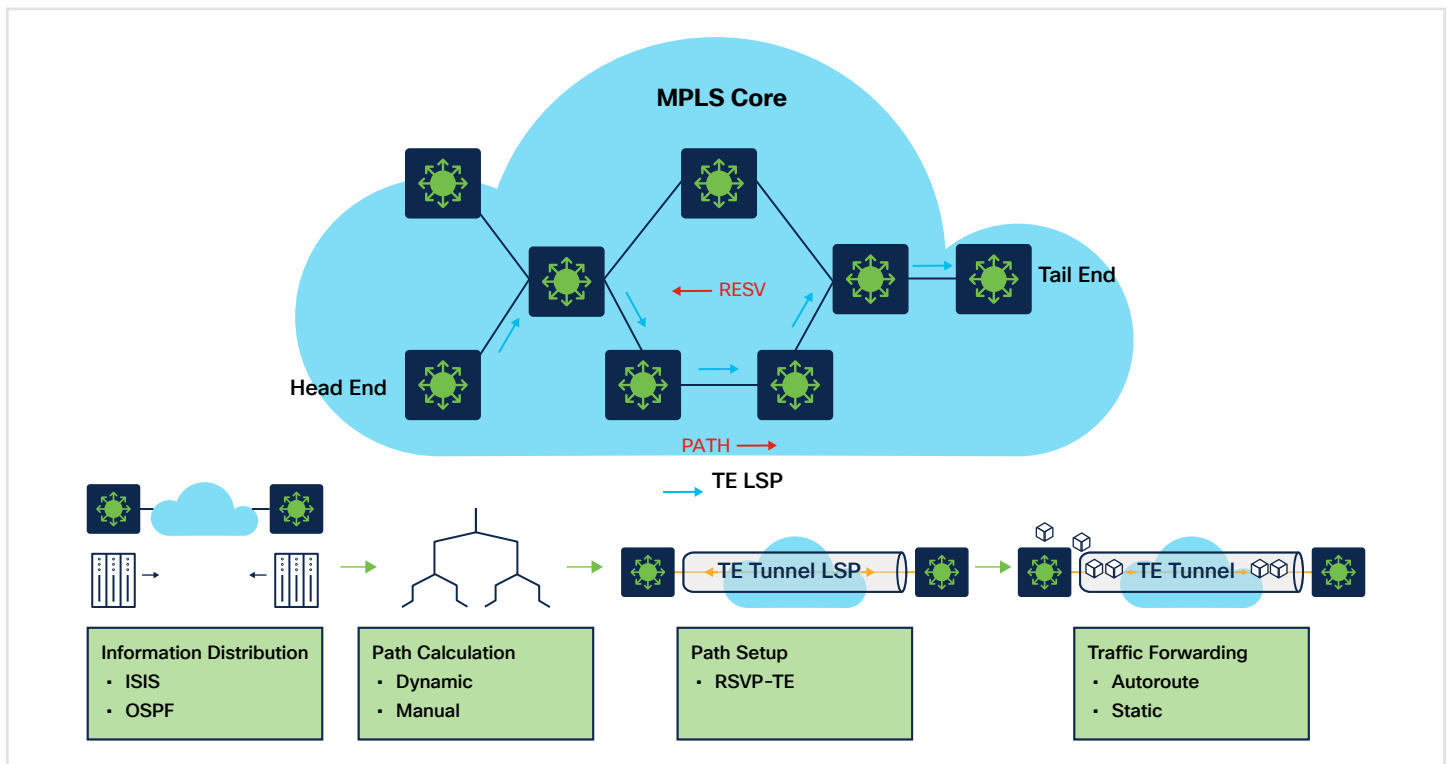 MPLS Core
RESV
Tail End
Head End
PATH
TE LSP
TE Tunnel LSP
TE Tunnel
Information Distribution
▪ ISIS
▪ OSPF
Path Calculation
▪ Dynamic
▪ Manual
Path Setup
▪ RSVP-TE
Traffic Forwarding
▪ Autoroute
▪ Static